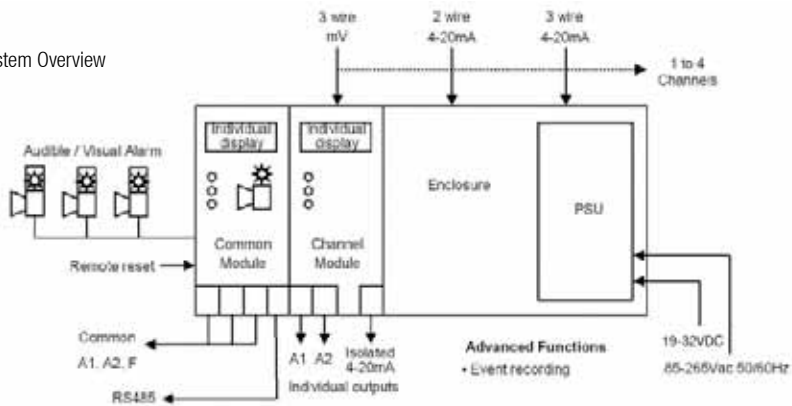 3 wire
mV
2 wire
4-20mA
3 wire
4-20mA
stem Overview
1 to 4
Channels
Individual
display
Individual
display
Audible / Visual Alarm
Enclosure
PSU
Common
Module
Channel
Module
Remote reset
Common
A1, A2, F
A1
A2
Isolated
4-20mA
Individual outputs
RS485
Advanced Functions
• Event recording
19-32VDC
85-265Vac 50/60Hz